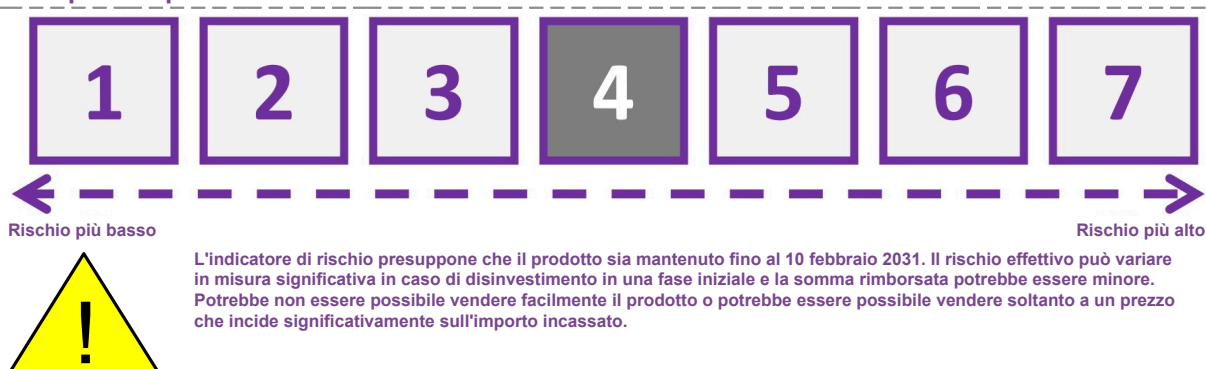 1 2 3 4 5 6 7
Rischio più basso Rischio più alto
L'indicatore di rischio presuppone che il prodotto sia mantenuto fino al 10 febbraio 2031. Il rischio effettivo può variare
in misura significativa in caso di disinvestimento in una fase iniziale e la somma rimborsata potrebbe essere minore.
Potrebbe non essere possibile vendere facilmente il prodotto o potrebbe essere possibile vendere soltanto a un prezzo
che incide significativamente sull'importo incassato.
!